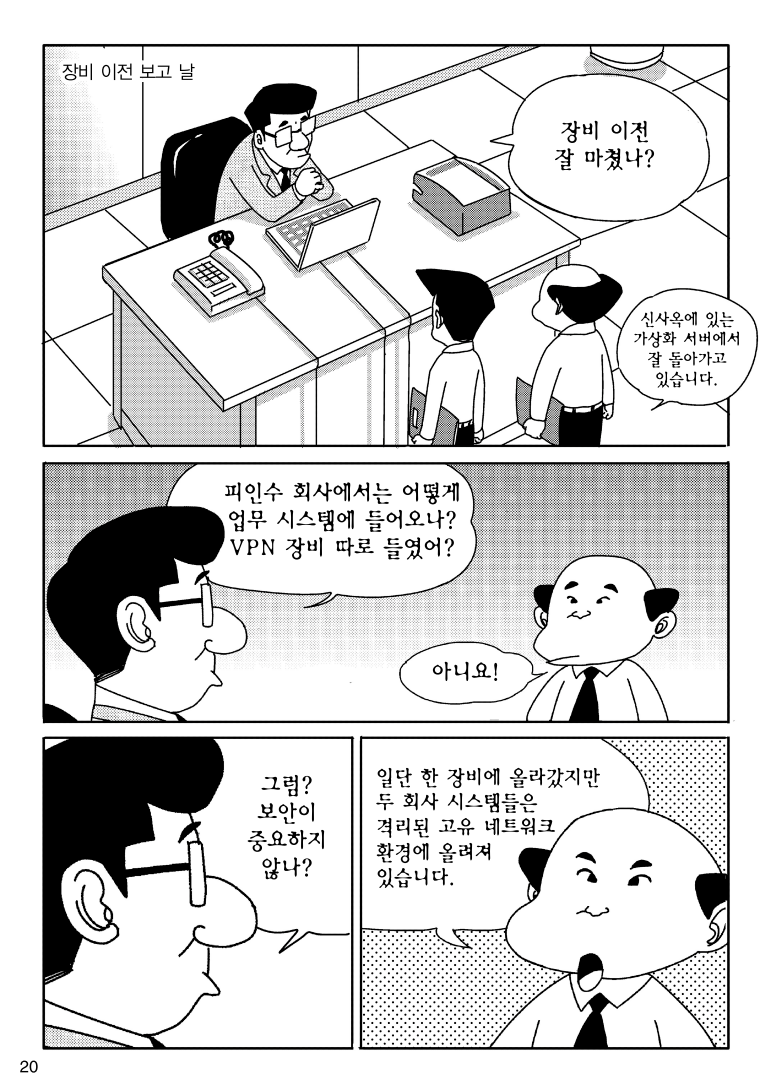 장비 이전 보고 날
장비 이전
잘 마쳤나?
신사옥에 있는
가상화 서버에서
잘 돌아가고
있습니다.
피인수 회사에서는 어떻게
업무 시스템에 들어오나?
VPN 장비 따로 들였어?
아니요!
그럼?
보안이
중요하지
않나?
일단 한 장비에 올라갔지만
두 회사 시스템들은
격리된 고유 네트워크
환경에 올려져
있습니다.
20